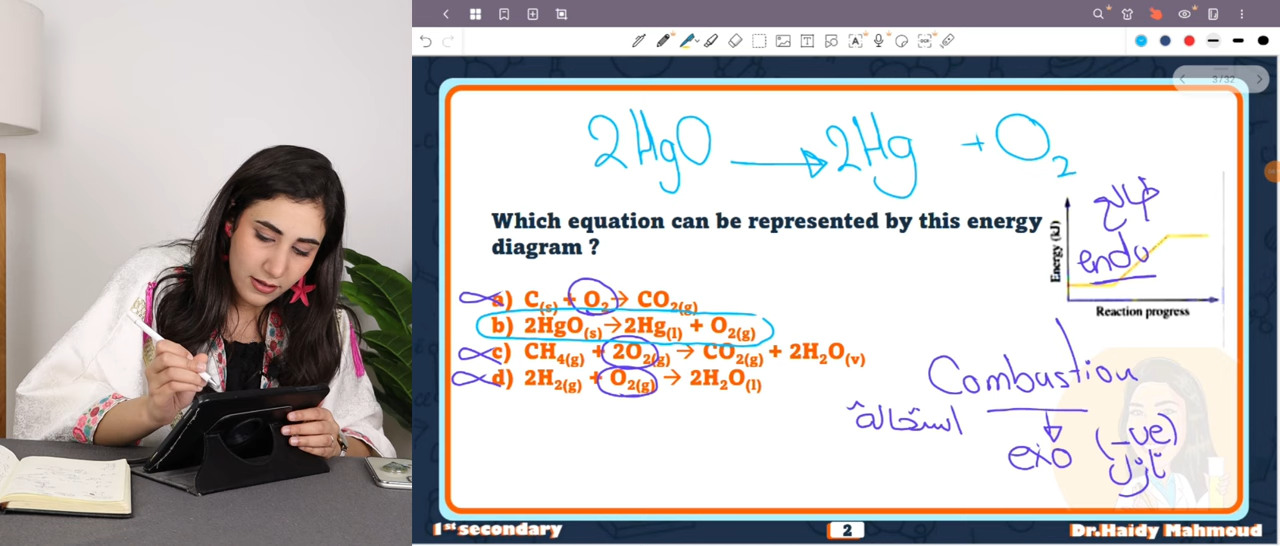 3/32
2HgO → 2Hg + O₂
Which equation can be represented by this energy
diagram ?
Energy (kJ)
طالع
endo
Reaction progress
a) C(s) + O₂ → CO₂(g)
b) 2HgO(s) → 2Hg(l) + O₂(g)
c) CH₄(g) + 2O₂(g) → CO₂(g) + 2H₂O(v)
d) 2H₂(g) + O₂(g) → 2H₂O(l)
Combustion
استحالة
exo (-ve)
نازل
1st secondary
2
Dr.Haidy Mahmoud